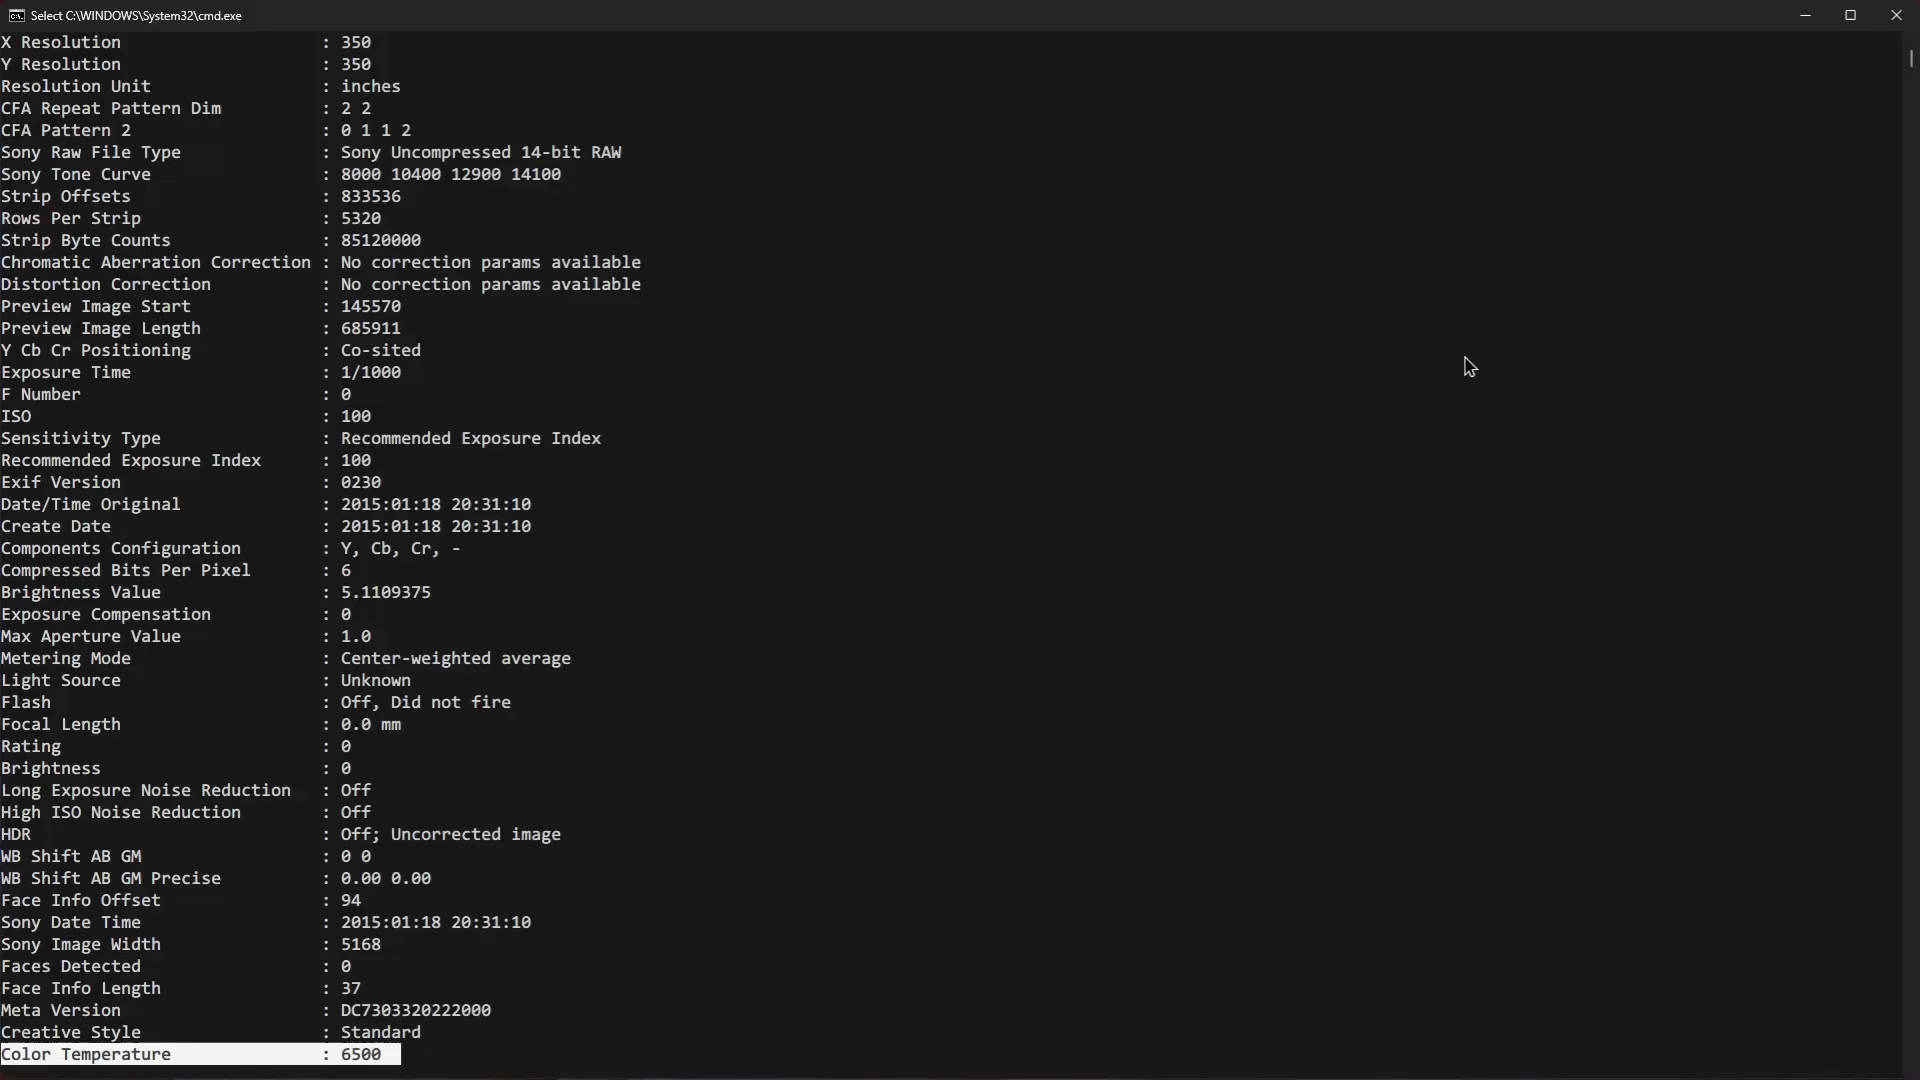 Select C:\WINDOWS\System32\cmd.exe
X Resolution : 350
Y Resolution : 350
Resolution Unit : inches
CFA Repeat Pattern Dim : 2 2
CFA Pattern 2 : 0 1 1 2
Sony Raw File Type : Sony Uncompressed 14-bit RAW
Sony Tone Curve : 8000 10400 12900 14100
Strip Offsets : 833536
Rows Per Strip : 5320
Strip Byte Counts : 85120000
Chromatic Aberration Correction : No correction params available
Distortion Correction : No correction params available
Preview Image Start : 145570
Preview Image Length : 685911
Y Cb Cr Positioning : Co-sited
Exposure Time : 1/1000
F Number : 0
ISO : 100
Sensitivity Type : Recommended Exposure Index
Recommended Exposure Index : 100
Exif Version : 0230
Date/Time Original : 2015:01:18 20:31:10
Create Date : 2015:01:18 20:31:10
Components Configuration : Y, Cb, Cr, -
Compressed Bits Per Pixel : 6
Brightness Value : 5.1109375
Exposure Compensation : 0
Max Aperture Value : 1.0
Metering Mode : Center-weighted average
Light Source : Unknown
Flash : Off, Did not fire
Focal Length : 0.0 mm
Rating : 0
Brightness : 0
Long Exposure Noise Reduction : Off
High ISO Noise Reduction : Off
HDR : Off; Uncorrected image
WB Shift AB GM : 0 0
WB Shift AB GM Precise : 0.00 0.00
Face Info Offset : 94
Sony Date Time : 2015:01:18 20:31:10
Sony Image Width : 5168
Faces Detected : 0
Face Info Length : 37
Meta Version : DC7303320222000
Creative Style : Standard
Color Temperature : 6500